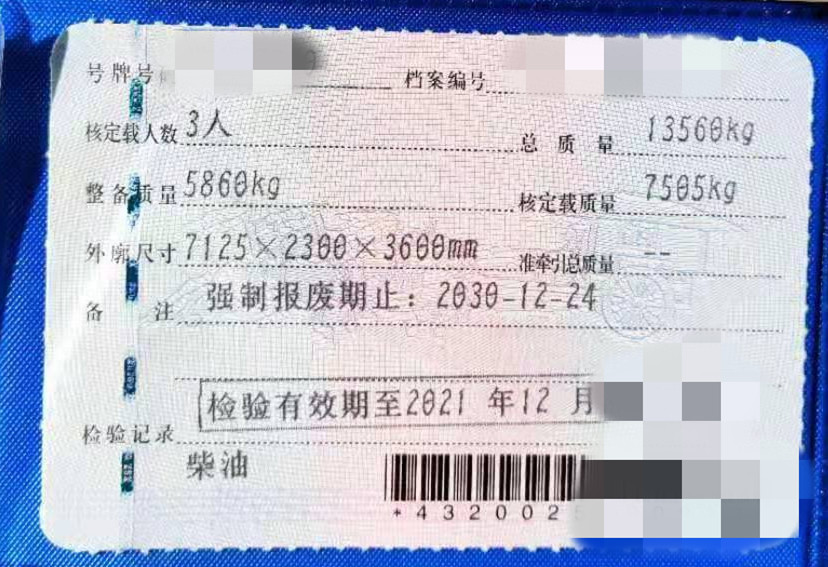 号牌号 档案编号
核定载人数 3人 总质量 13560kg
整备质量 5860kg 核定载质量 7505kg
外廓尺寸 7125×2300×3600mm 准牵引总质量 --
备注 强制报废期止：2030-12-24
检验有效期至2021 年12 月
检验记录
柴油
*432002